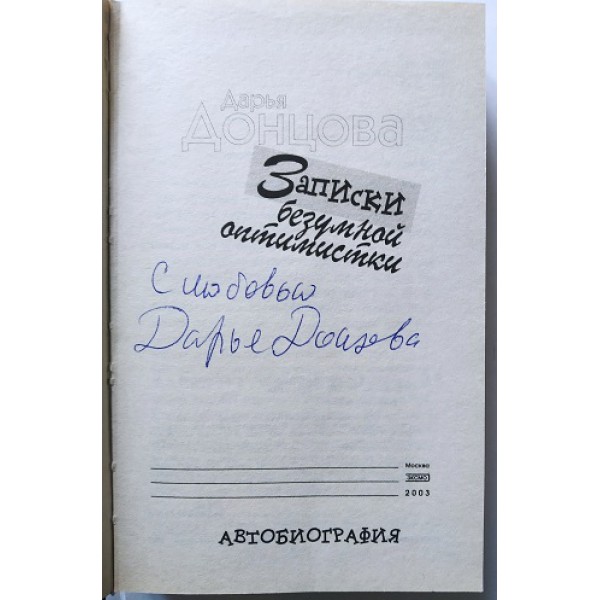 Дарья
Донцова
Записки
безумной
оптимистки
С любовью
Дарья Донцова
Москва
ЭКСМО
2003
АВТОБИОГРАФИЯ